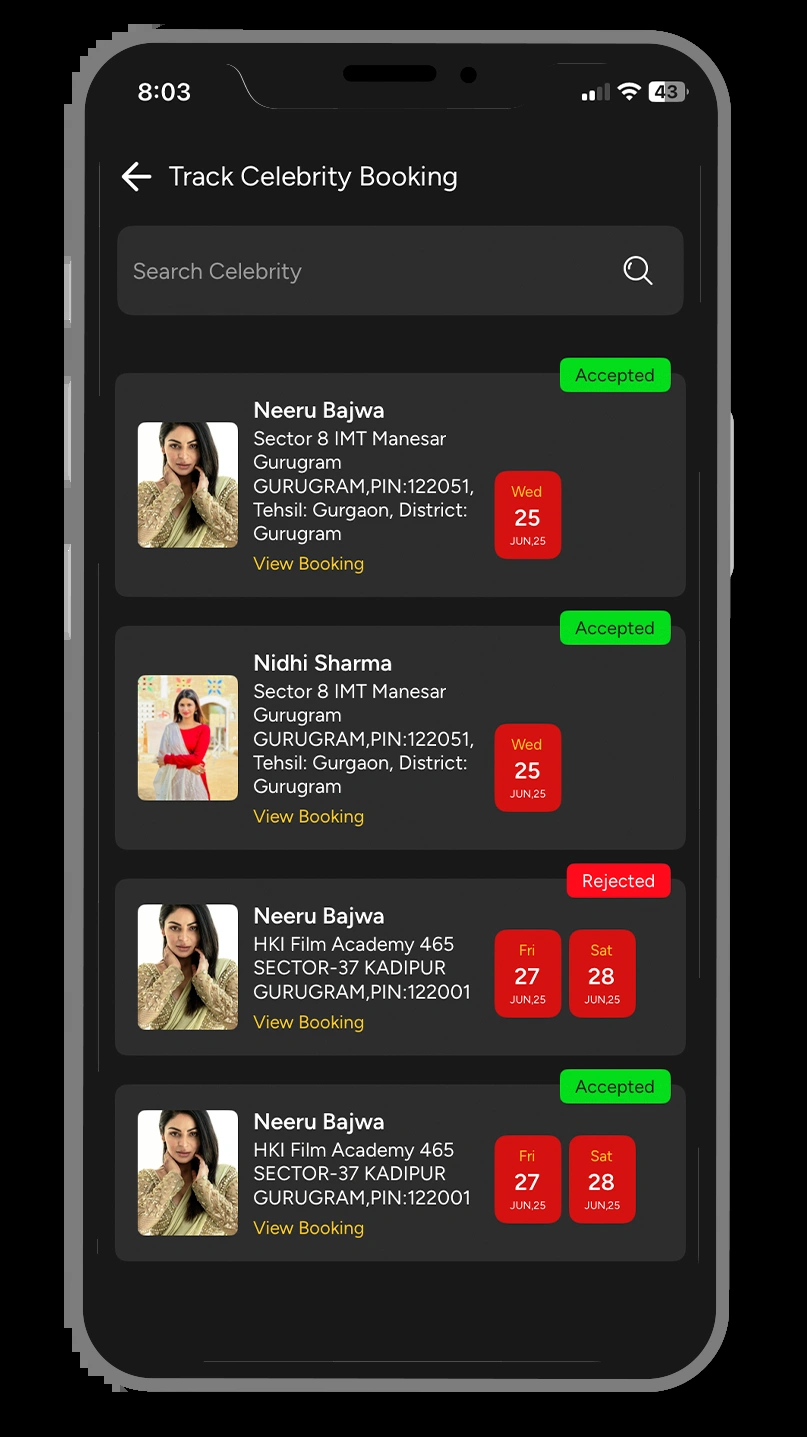 8:03
43
Track Celebrity Booking
Search Celebrity
Accepted
Neeru Bajwa
Sector 8 IMT Manesar
Gurugram
GURUGRAM,PIN:122051,
Tehsil: Gurgaon, District:
Gurugram
View Booking
Wed
25
JUN,25
Accepted
Nidhi Sharma
Sector 8 IMT Manesar
Gurugram
GURUGRAM,PIN:122051,
Tehsil: Gurgaon, District:
Gurugram
View Booking
Wed
25
JUN,25
Rejected
Neeru Bajwa
HKI Film Academy 465
SECTOR-37 KADIPUR
GURUGRAM,PIN:122001
View Booking
Fri
27
JUN,25
Sat
28
JUN,25
Accepted
Neeru Bajwa
HKI Film Academy 465
SECTOR-37 KADIPUR
GURUGRAM,PIN:122001
View Booking
Fri
27
JUN,25
Sat
28
JUN,25